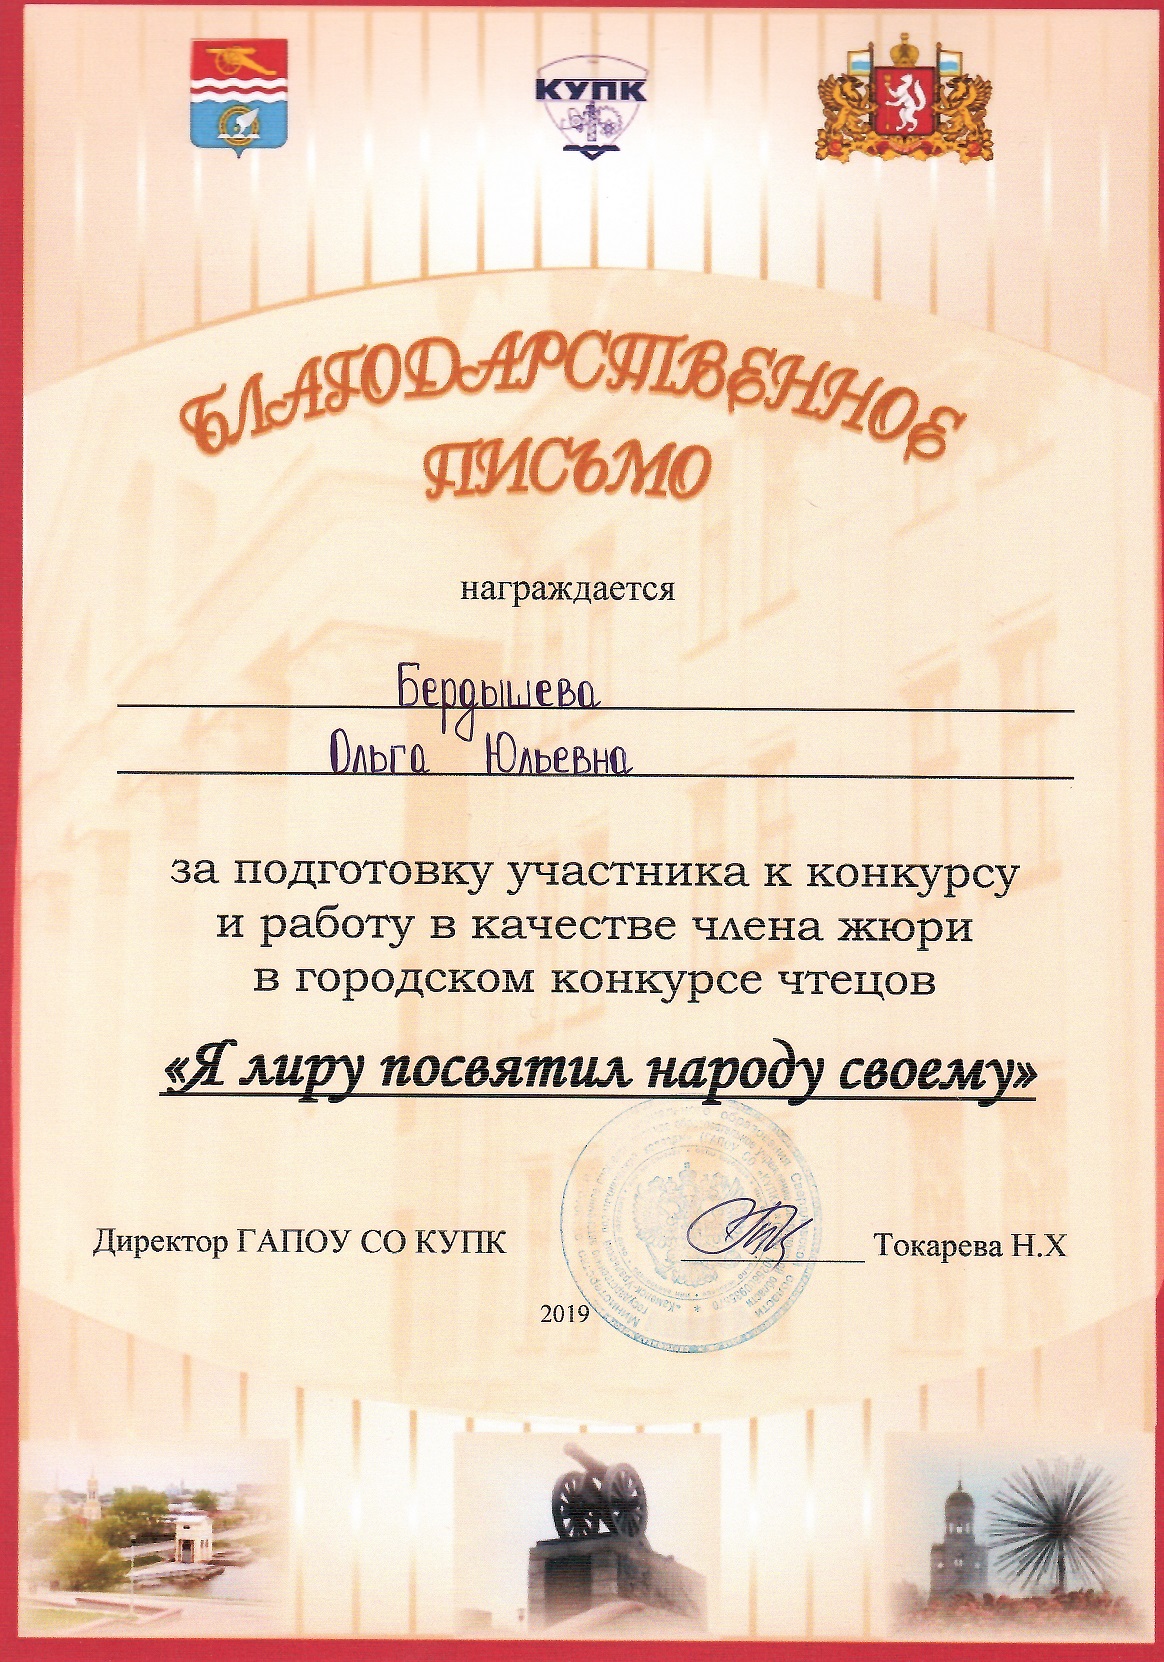 КУПК
БЛАГОДАРСТВЕННОЕ
ПИСЬМО
награждается
Бердышева
Ольга Юльевна
за подготовку участника к конкурсу
и работу в качестве члена жюри
в городском конкурсе чтецов
«Я лиру посвятил народу своему»
Директор ГАПОУ СО КУПК
Токарева Н.Х
2019